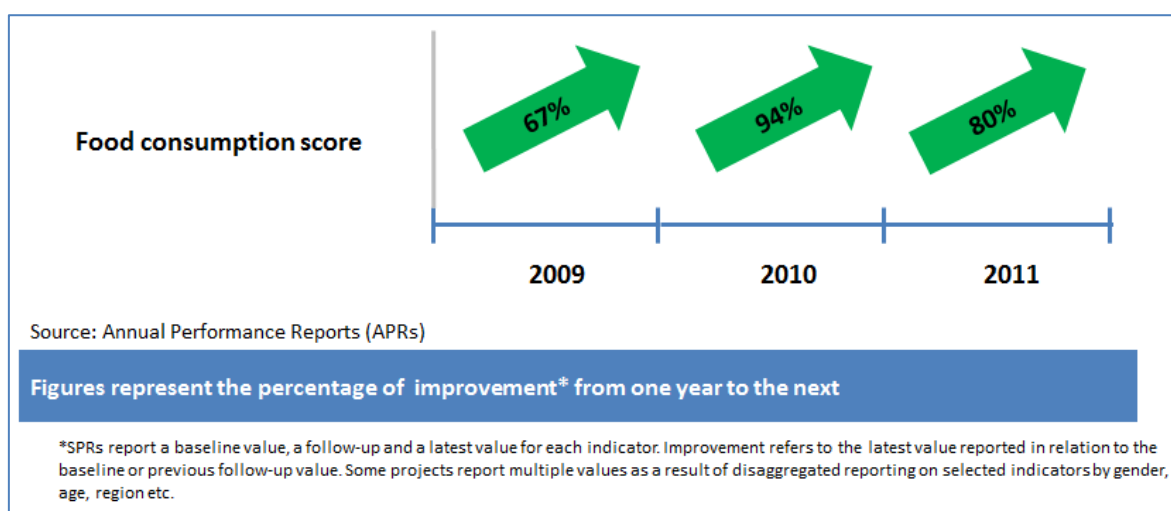 67%
94%
80%
Food consumption score
2009
2010
2011
Source: Annual Performance Reports (APRs)
Figures represent the percentage of improvement* from one year to the next
*SPRs report a baseline value, a follow-up and a latest value for each indicator. Improvement refers to the latest value reported in relation to the
baseline or previous follow-up value. Some projects report multiple values as a result of disaggregated reporting on selected indicators by gender,
age, region etc.